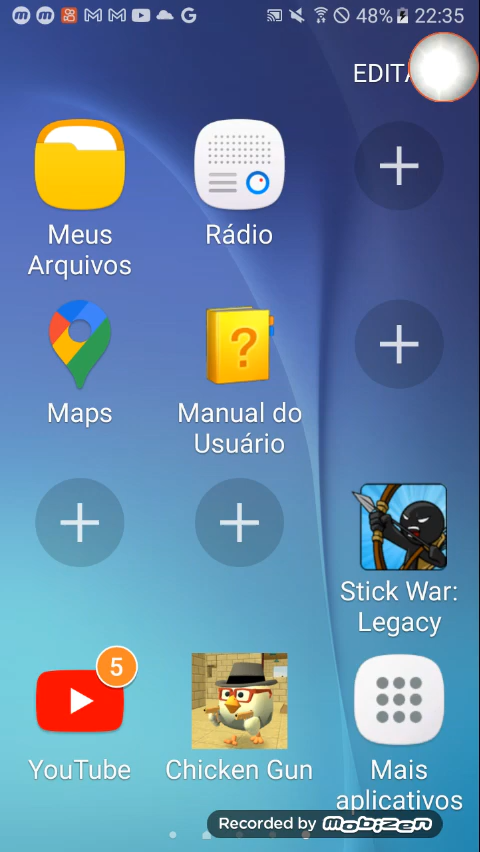 48% 22:35
EDITA
Meus
Arquivos
Rádio
Maps
Manual do
Usuário
Stick War:
Legacy
5
YouTube
Chicken Gun
Mais
aplicativos
Recorded by Mobizen